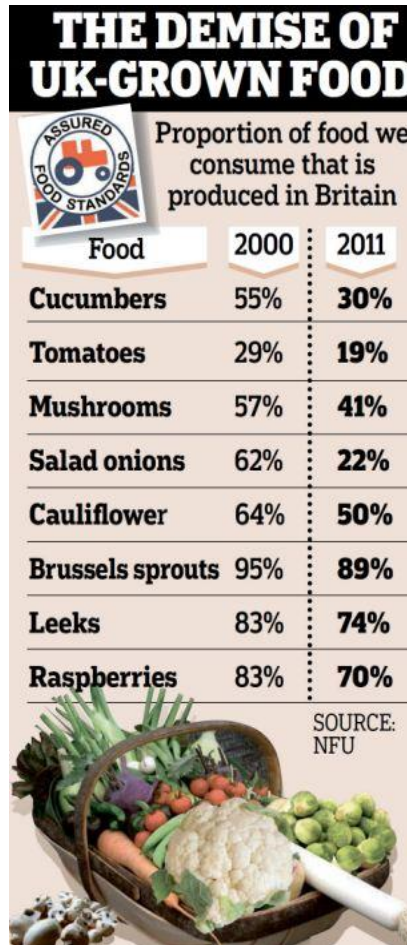 THE DEMISE OF
UK-GROWN FOOD
ASSURED
FOOD STANDARDS
Proportion of food we
consume that is
produced in Britain
Food 2000 2011
Cucumbers 55% 30%
Tomatoes 29% 19%
Mushrooms 57% 41%
Salad onions 62% 22%
Cauliflower 64% 50%
Brussels sprouts 95% 89%
Leeks 83% 74%
Raspberries 83% 70%
SOURCE:
NFU